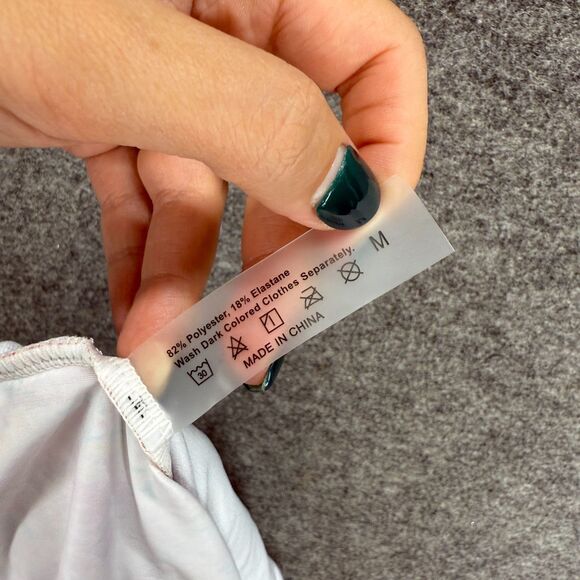 82% Polyester, 18% Elastane
Wash Dark Colored Clothes Separately.
30
MADE IN CHINA
M